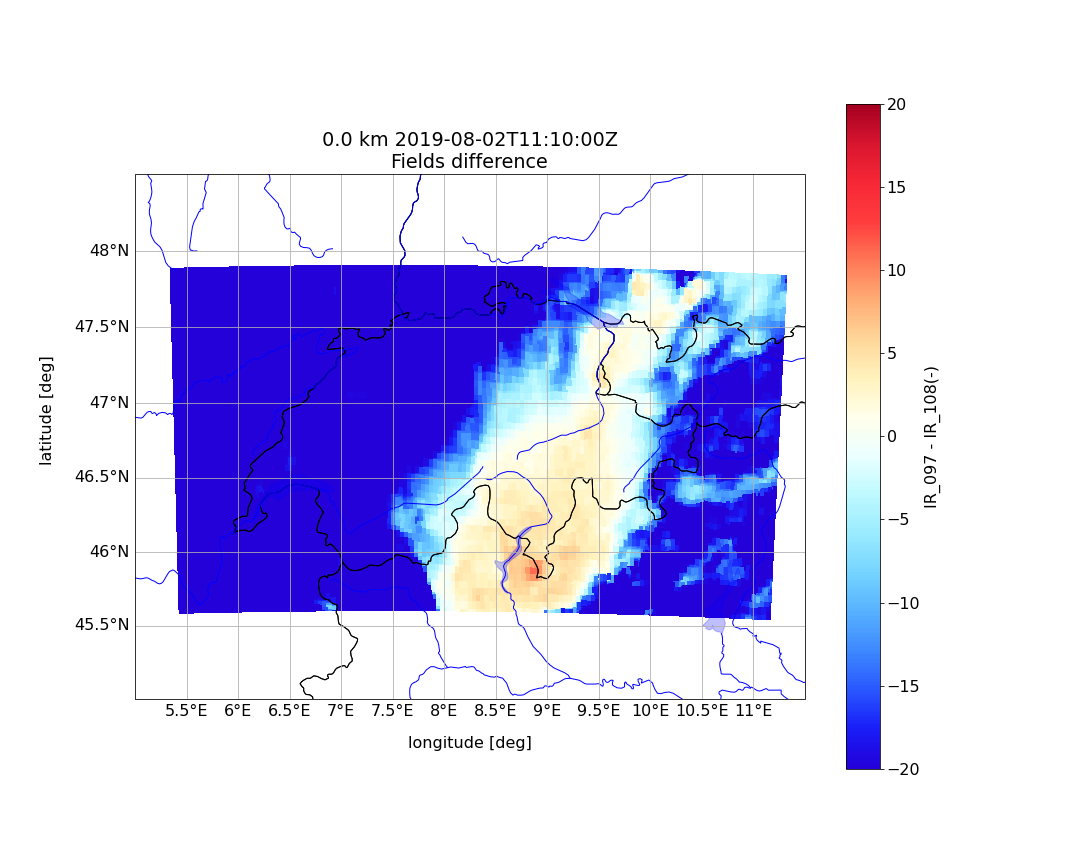 0.0 km 2019-08-02T11:10:00Z
Fields difference
latitude [deg]
48°N
47.5°N
47°N
46.5°N
46°N
45.5°N
5.5°E 6°E 6.5°E 7°E 7.5°E 8°E 8.5°E 9°E 9.5°E 10°E 10.5°E 11°E
longitude [deg]
20
15
10
5
0
−5
−10
−15
−20
IR_097 - IR_108(-)